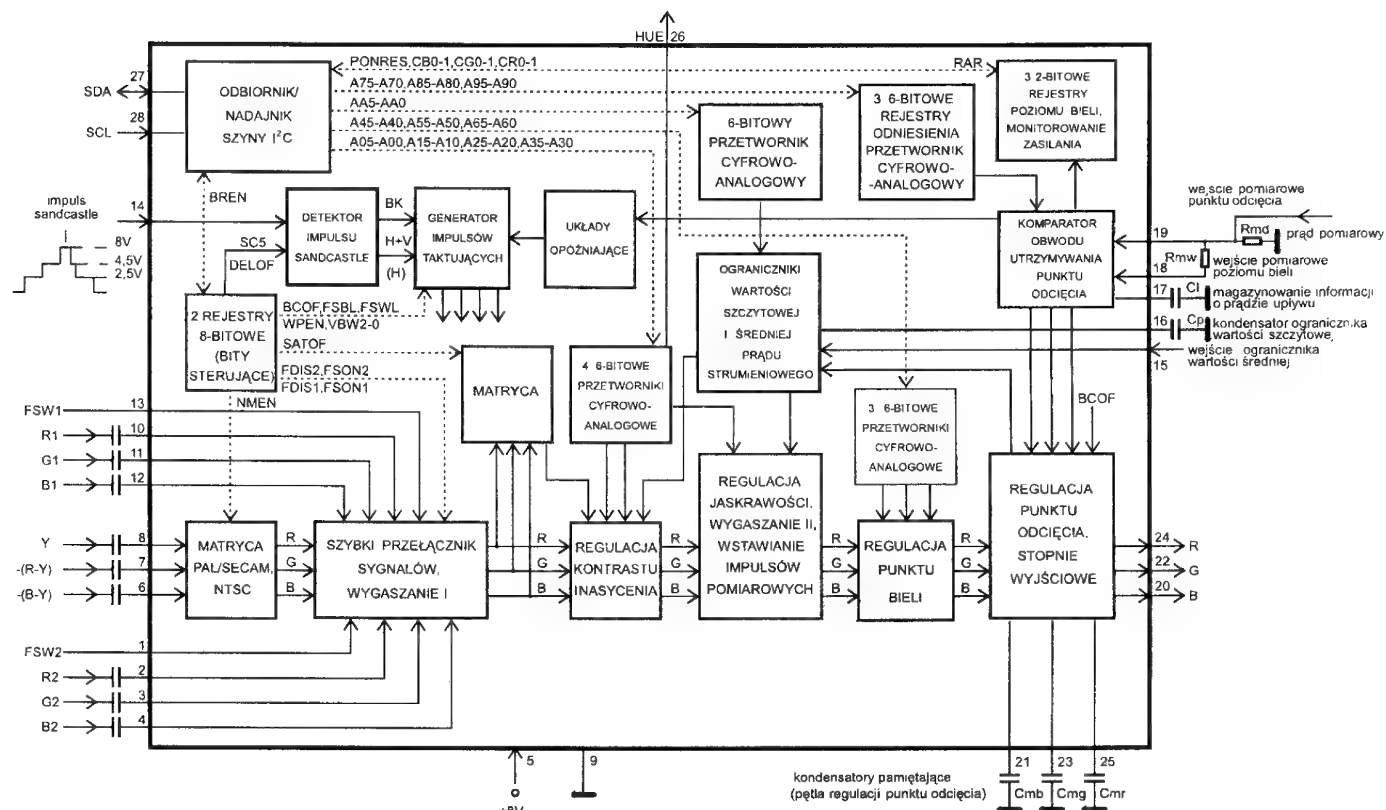 HUE 26
PONRES,CB0-1,CG0-1,CR0-1
RAR
A75-A70,A85-A80,A95-A90
AA5-AA0
A45-A40,A55-A50,A65-A60
A05-A00,A15-A10,A25-A20,A35-A30
27
SDA
28
SCL
ODBIORNIK/
NADAJNIK
SZYNY I²C
6-BITOWY
PRZETWORNIK
CYFROWO-
ANALOGOWY
3 6-BITOWE
REJESTRY
ODNIESIENIA
PRZETWORNIK
CYFROWO-
-ANALOGOWY
3 2-BITOWE
REJESTRY
POZIOMU BIELI,
MONITOROWANIE
ZASILANIA
impuls
sandcastle
14
8V
4,5V
2,5V
BREN
SC5
DELOF
DETEKTOR
IMPULSU
SANDCASTLE
BK
H+V
(H)
GENERATOR
IMPULSÓW
TAKTUJĄCYCH
UKŁADY
OPÓŹNIAJĄCE
KOMPARATOR
OBWODU
UTRZYMYWANIA
PUNKTU
ODCIĘCIA
wejście pomiarowe
punktu odcięcia
19
Rmd
prąd pomiarowy
Rmw
18
wejście pomiarowe
poziomu bieli
17
Cl
magazynowanie informacji
o prądzie upływu
16
Cp
kondensator ogranicznika
wartości szczytowej
wejście ogranicznika
wartości średniej
15
2 REJESTRY
8-BITOWE
(BITY
STERUJĄCE)
BCOF,FSBL,FSWL
WPEN,VBW2-0
SATOF
FDIS2,FSON2
FDIS1,FSON1
NMEN
MATRYCA
4 6-BITOWE
PRZETWORNIKI
CYFROWO-
ANALOGOWE
OGRANICZNIKI
WARTOŚCI
SZCZYTOWEJ
I ŚREDNIEJ
PRĄDU
STRUMIENIOWEGO
3 6-BITOWE
PRZETWORNIKI
CYFROWO-
-ANALOGOWE
BCOF
FSW1 13
R1 10
G1 11
B1 12
Y 8
-(R-Y) 7
-(B-Y) 6
MATRYCA
PAL/SECAM,
NTSC
R
G
B
SZYBKI PRZEŁĄCZNIK
SYGNAŁÓW,
WYGASZANIE I
R
G
B
REGULACJA
KONTRASTU
INASYCENIA
R
G
B
REGULACJA
JASKRAWOŚCI,
WYGASZANIE II,
WSTAWIANIE
IMPULSÓW
POMIAROWYCH
R
G
B
REGULACJA
PUNKTU
BIELI
R
G
B
REGULACJA
PUNKTU
ODCIĘCIA,
STOPNIE
WYJŚCIOWE
24 R
22 G
20 B
FSW2 1
R2 2
G2 3
B2 4
5
+8V
9
kondensatory pamiętające
(pętla regulacji punktu odcięcia)
21
Cmb
23
Cmg
25
Cmr